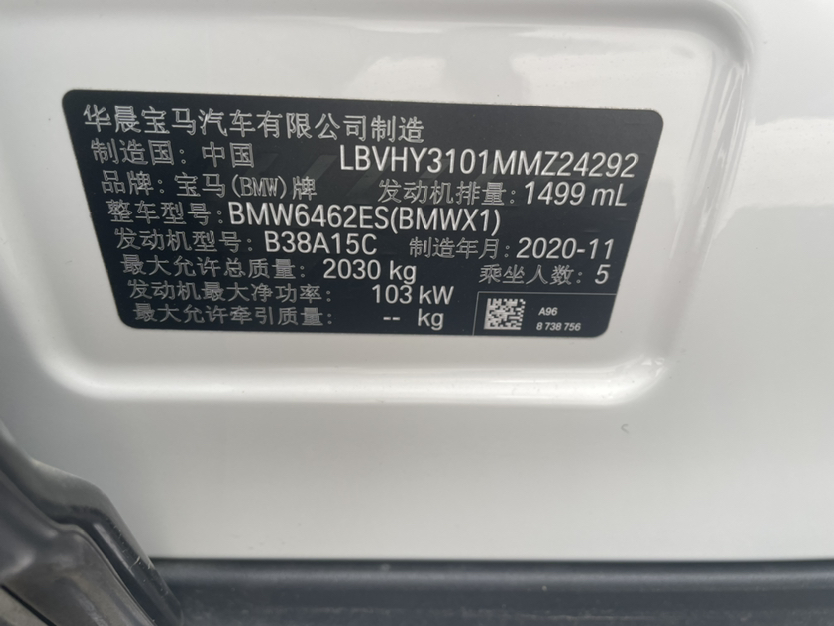 华晨宝马汽车有限公司制造
制造国：中国 LBVHY3101MMZ24292
品牌：宝马(BMW)牌 发动机排量：1499 mL
整车型号：BMW6462ES(BMWX1)
发动机型号：B38A15C 制造年月：2020-11
最大允许总质量：2030 kg 乘坐人数：5
发动机最大净功率： 103 kW
最大允许牵引质量： -- kg
A96
8 738 756